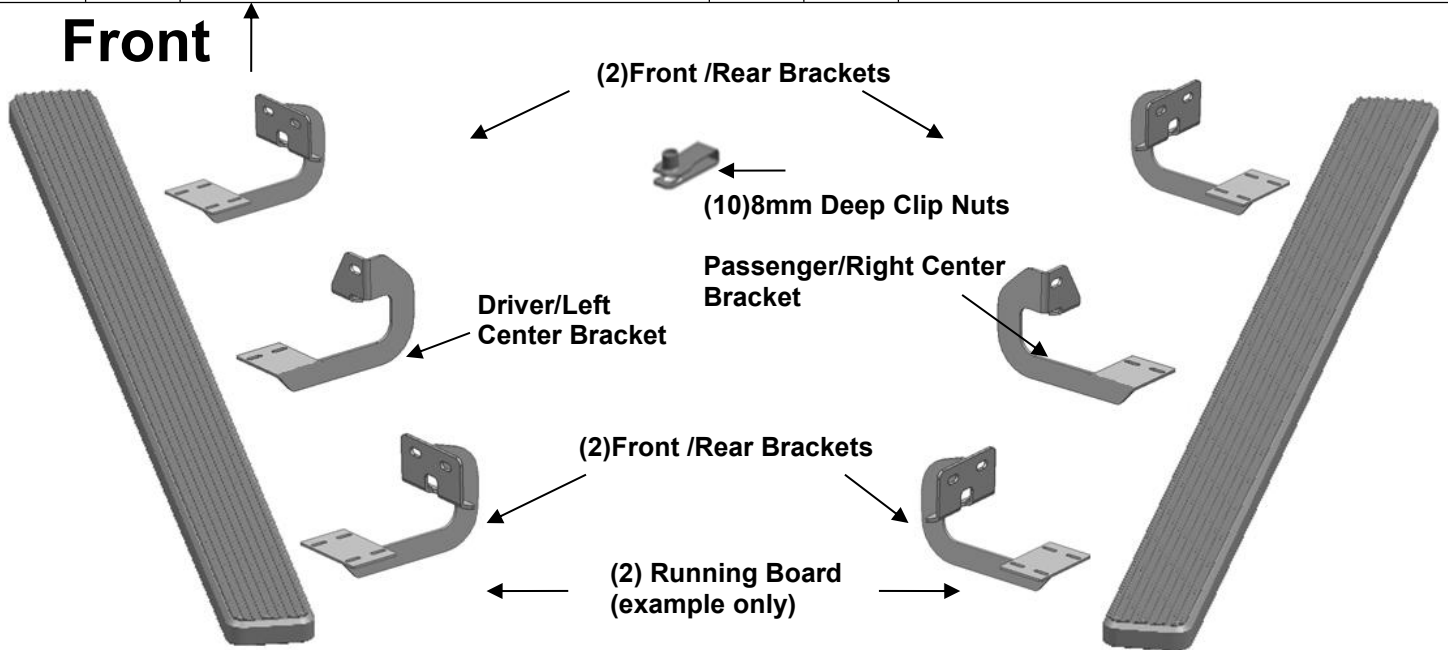 Front
(2)Front /Rear Brackets
(10)8mm Deep Clip Nuts
Passenger/Right Center
Bracket
Driver/Left
Center Bracket
(2)Front /Rear Brackets
(2) Running Board
(example only)